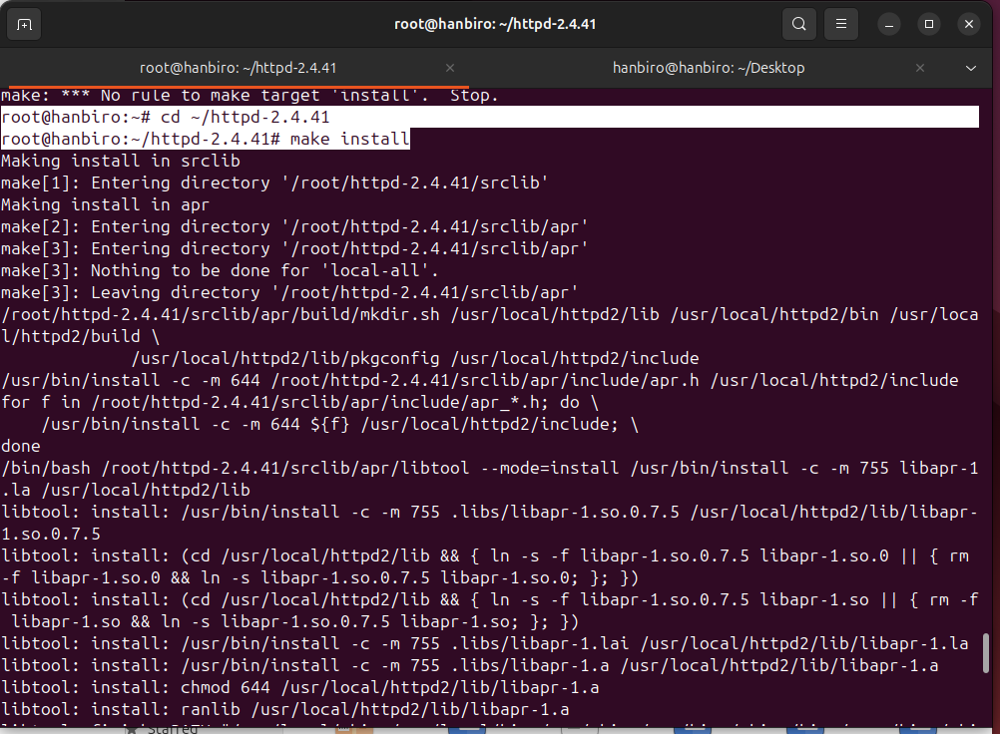 root@hanbiro: ~/httpd-2.4.41
root@hanbiro: ~/httpd-2.4.41
hanbiro@hanbiro: ~/Desktop
make: *** No rule to make target 'install'.  Stop.
root@hanbiro:~# cd ~/httpd-2.4.41
root@hanbiro:~/httpd-2.4.41# make install
Making install in srclib
make[1]: Entering directory '/root/httpd-2.4.41/srclib'
Making install in apr
make[2]: Entering directory '/root/httpd-2.4.41/srclib/apr'
make[3]: Entering directory '/root/httpd-2.4.41/srclib/apr'
make[3]: Nothing to be done for 'local-all'.
make[3]: Leaving directory '/root/httpd-2.4.41/srclib/apr'
/root/httpd-2.4.41/srclib/apr/build/mkdir.sh /usr/local/httpd2/lib /usr/local/httpd2/bin /usr/loca
l/httpd2/build \
/usr/local/httpd2/lib/pkgconfig /usr/local/httpd2/include
/usr/bin/install -c -m 644 /root/httpd-2.4.41/srclib/apr/include/apr.h /usr/local/httpd2/include
for f in /root/httpd-2.4.41/srclib/apr/include/apr_*.h; do \
/usr/bin/install -c -m 644 ${f} /usr/local/httpd2/include; \
done
/bin/bash /root/httpd-2.4.41/srclib/apr/libtool --mode=install /usr/bin/install -c -m 755 libapr-1
.la /usr/local/httpd2/lib
libtool: install: /usr/bin/install -c -m 755 .libs/libapr-1.so.0.7.5 /usr/local/httpd2/lib/libapr-
1.so.0.7.5
libtool: install: (cd /usr/local/httpd2/lib && { ln -s -f libapr-1.so.0.7.5 libapr-1.so.0 || { rm
-f libapr-1.so.0 && ln -s libapr-1.so.0.7.5 libapr-1.so.0; }; })
libtool: install: (cd /usr/local/httpd2/lib && { ln -s -f libapr-1.so.0.7.5 libapr-1.so || { rm -f
libapr-1.so && ln -s libapr-1.so.0.7.5 libapr-1.so; }; })
libtool: install: /usr/bin/install -c -m 755 .libs/libapr-1.lai /usr/local/httpd2/lib/libapr-1.la
libtool: install: /usr/bin/install -c -m 755 .libs/libapr-1.a /usr/local/httpd2/lib/libapr-1.a
libtool: install: chmod 644 /usr/local/httpd2/lib/libapr-1.a
libtool: install: ranlib /usr/local/httpd2/lib/libapr-1.a
Starred